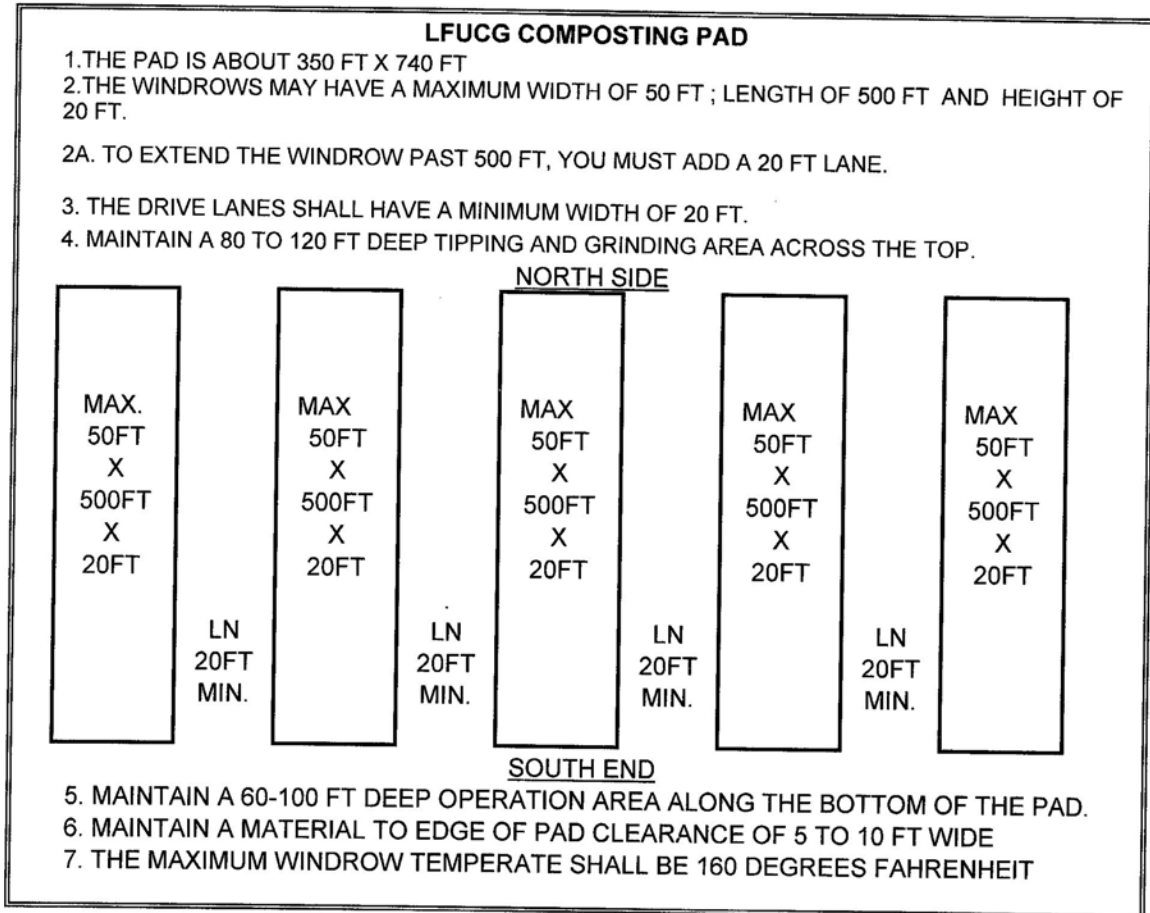 LFUCG COMPOSTING PAD
1.THE PAD IS ABOUT 350 FT X 740 FT
2.THE WINDROWS MAY HAVE A MAXIMUM WIDTH OF 50 FT ; LENGTH OF 500 FT AND HEIGHT OF
20 FT.
2A. TO EXTEND THE WINDROW PAST 500 FT, YOU MUST ADD A 20 FT LANE.
3. THE DRIVE LANES SHALL HAVE A MINIMUM WIDTH OF 20 FT.
4. MAINTAIN A 80 TO 120 FT DEEP TIPPING AND GRINDING AREA ACROSS THE TOP.
NORTH SIDE
MAX.
50FT
X
500FT
X
20FT
LN
20FT
MIN.
MAX
50FT
X
500FT
X
20FT
LN
20FT
MIN.
MAX
50FT
X
500FT
X
20FT
LN
20FT
MIN.
MAX
50FT
X
500FT
X
20FT
LN
20FT
MIN.
MAX
50FT
X
500FT
X
20FT
SOUTH END
5. MAINTAIN A 60-100 FT DEEP OPERATION AREA ALONG THE BOTTOM OF THE PAD.
6. MAINTAIN A MATERIAL TO EDGE OF PAD CLEARANCE OF 5 TO 10 FT WIDE
7. THE MAXIMUM WINDROW TEMPERATE SHALL BE 160 DEGREES FAHRENHEIT